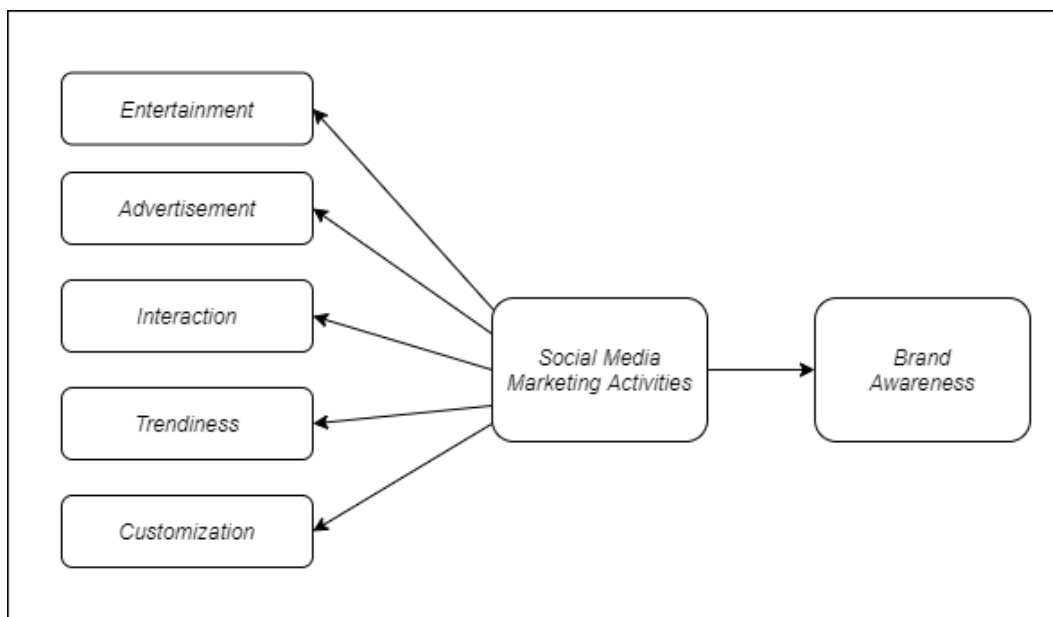 Entertainment
Advertisement
Interaction
Trendiness
Customization
Social Media
Marketing Activities
Brand
Awareness